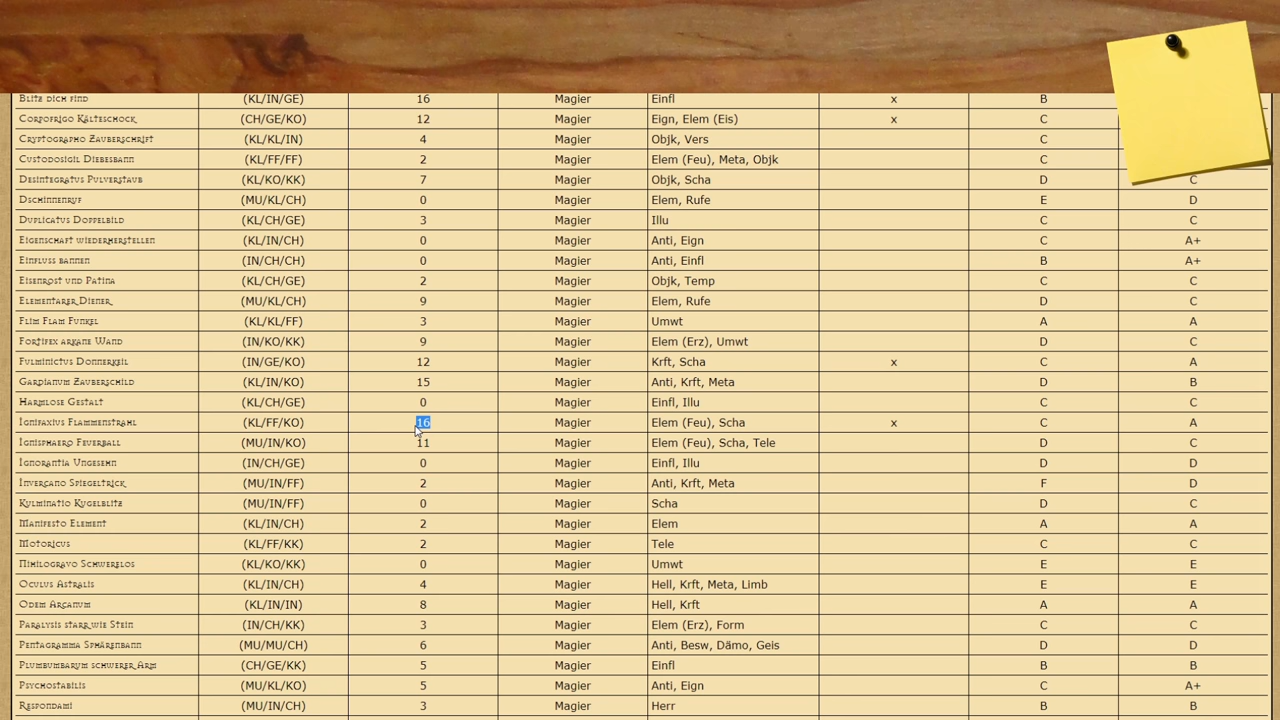 Blitz dich find (KL/IN/GE) 16 Magier Einfl x B
Corpofrigo Kälteschock (CH/GE/KO) 12 Magier Eign, Elem (Eis) x C
Cryptographo Zauberschrift (KL/KL/IN) 4 Magier Objk, Vers C
Custodosigil Diebesbann (KL/FF/FF) 2 Magier Elem (Feu), Meta, Objk C
Desintegratus Pulverstaub (KL/KO/KK) 7 Magier Objk, Scha D C
Dschinnenruf (MU/KL/CH) 0 Magier Elem, Rufe E D
Duplicatus Doppelbild (KL/CH/GE) 3 Magier Illu C C
Eigenschaft wiederherstellen (KL/IN/CH) 0 Magier Anti, Eign C A+
Einfluss bannen (IN/CH/CH) 0 Magier Anti, Einfl B A+
Eisenrost und Patina (KL/CH/GE) 2 Magier Objk, Temp C C
Elementarer Diener (MU/KL/CH) 9 Magier Elem, Rufe D C
Flim Flam Funkel (KL/KL/FF) 3 Magier Umwt A A
Fortifex arkane Wand (IN/KO/KK) 9 Magier Elem (Erz), Umwt D C
Fulminictus Donnerkeil (IN/GE/KO) 12 Magier Krft, Scha x C A
Gardianum Zauberschild (KL/IN/KO) 15 Magier Anti, Krft, Meta D B
Harmlose Gestalt (KL/CH/GE) 0 Magier Einfl, Illu C C
Ignifaxius Flammenstrahl (KL/FF/KO) 16 Magier Elem (Feu), Scha x C A
Ignisphaero Feuerball (MU/IN/KO) 11 Magier Elem (Feu), Scha, Tele D C
Ignorantia Ungesehn (IN/CH/GE) 0 Magier Einfl, Illu D D
Invercano Spiegeltrick (MU/IN/FF) 2 Magier Anti, Krft, Meta F D
Kulminatio Kugelblitz (MU/IN/FF) 0 Magier Scha D C
Manifesto Element (KL/IN/CH) 2 Magier Elem A A
Motoricus (KL/FF/KK) 2 Magier Tele C C
Nihilogravo Schwerelos (KL/KO/KK) 0 Magier Umwt E E
Oculus Astralis (KL/IN/CH) 4 Magier Hell, Krft, Meta, Limb E E
Odem Arcanum (KL/IN/IN) 8 Magier Hell, Krft A A
Paralysis starr wie Stein (IN/CH/KK) 3 Magier Elem (Erz), Form C C
Pentagramma Sphärenbann (MU/MU/CH) 6 Magier Anti, Besw, Dämo, Geis D D
Plumbumbarum schwerer Arm (CH/GE/KK) 5 Magier Einfl B B
Psychostabilis (MU/KL/KO) 5 Magier Anti, Eign C A+
Respondami (MU/IN/CH) 3 Magier Herr B B